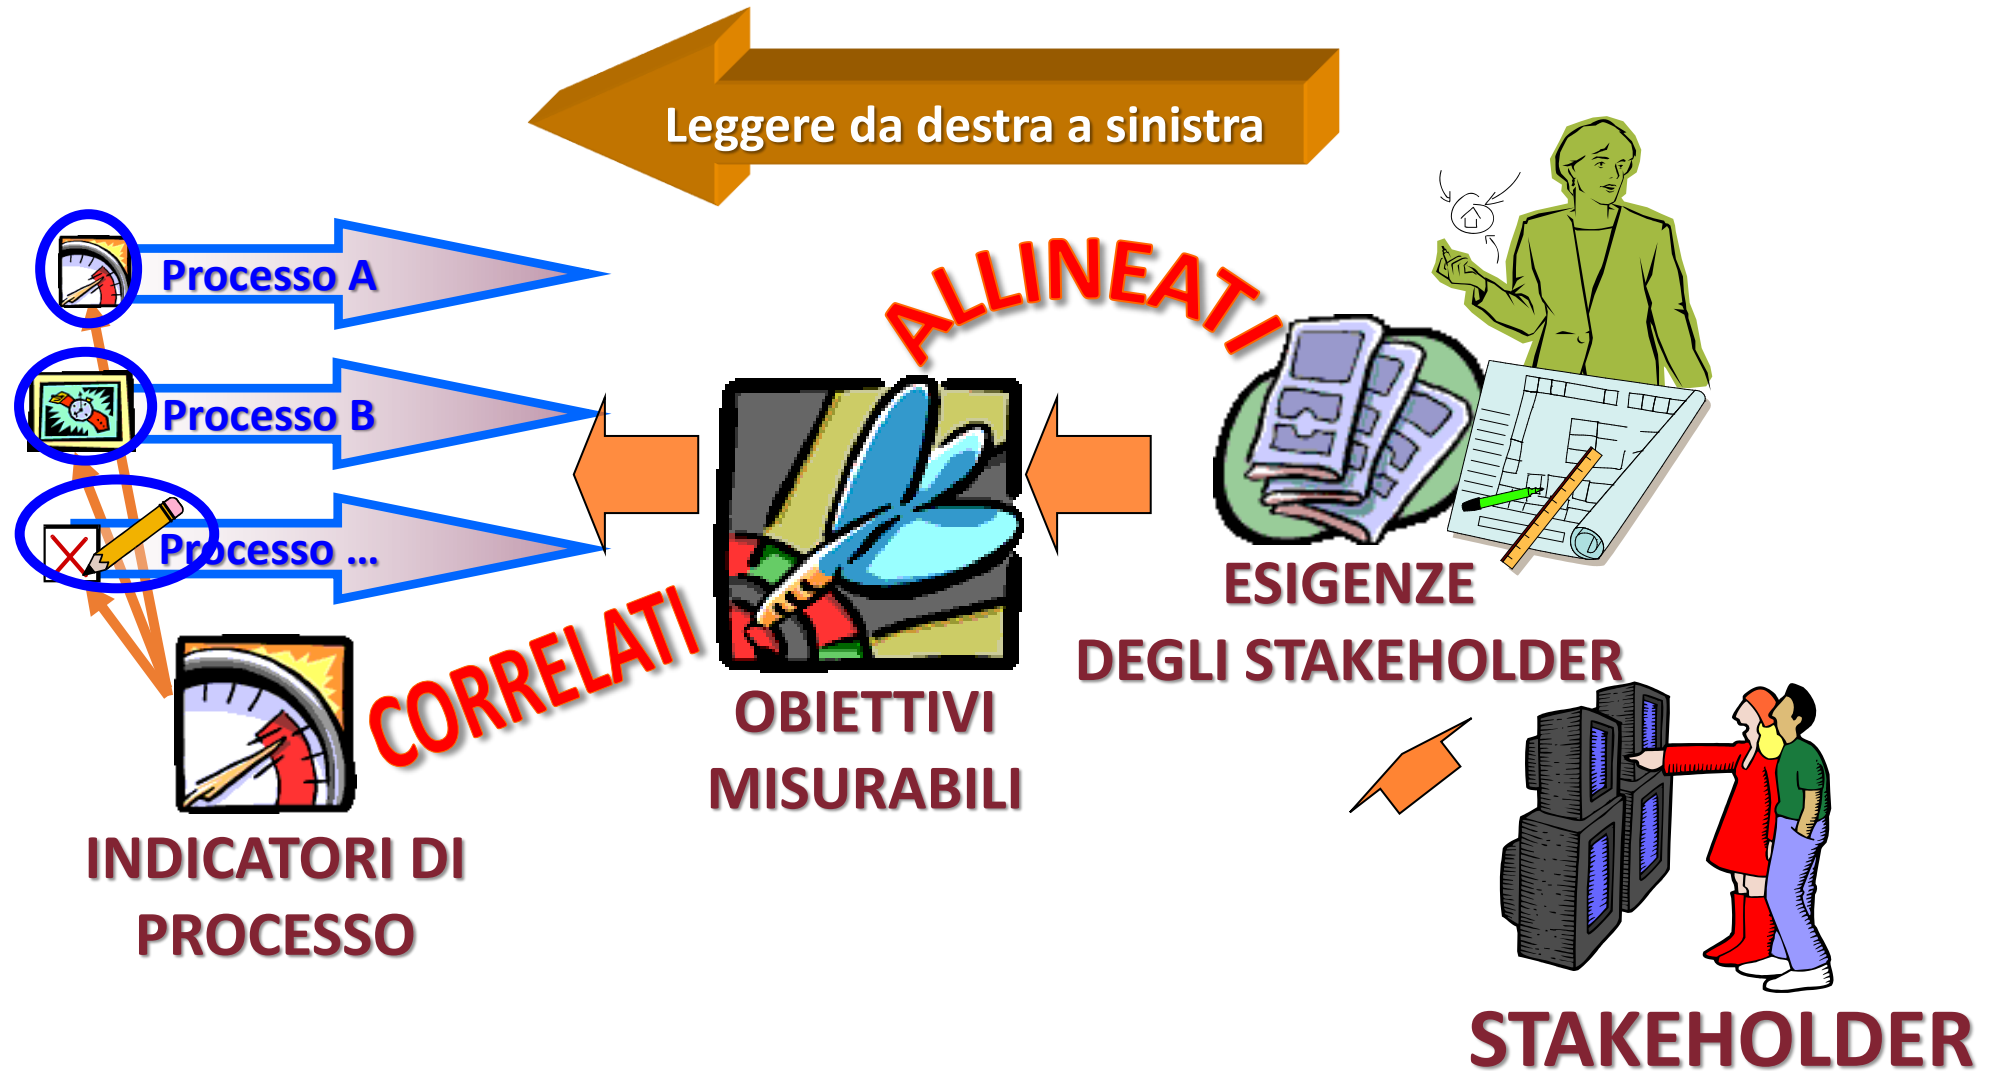 Leggere da destra a sinistra
Processo A
Processo B
Processo ...
ALLINEATI
CORRELATI
ESIGENZE
DEGLI STAKEHOLDER
OBIETTIVI
MISURABILI
INDICATORI DI
PROCESSO
STAKEHOLDER